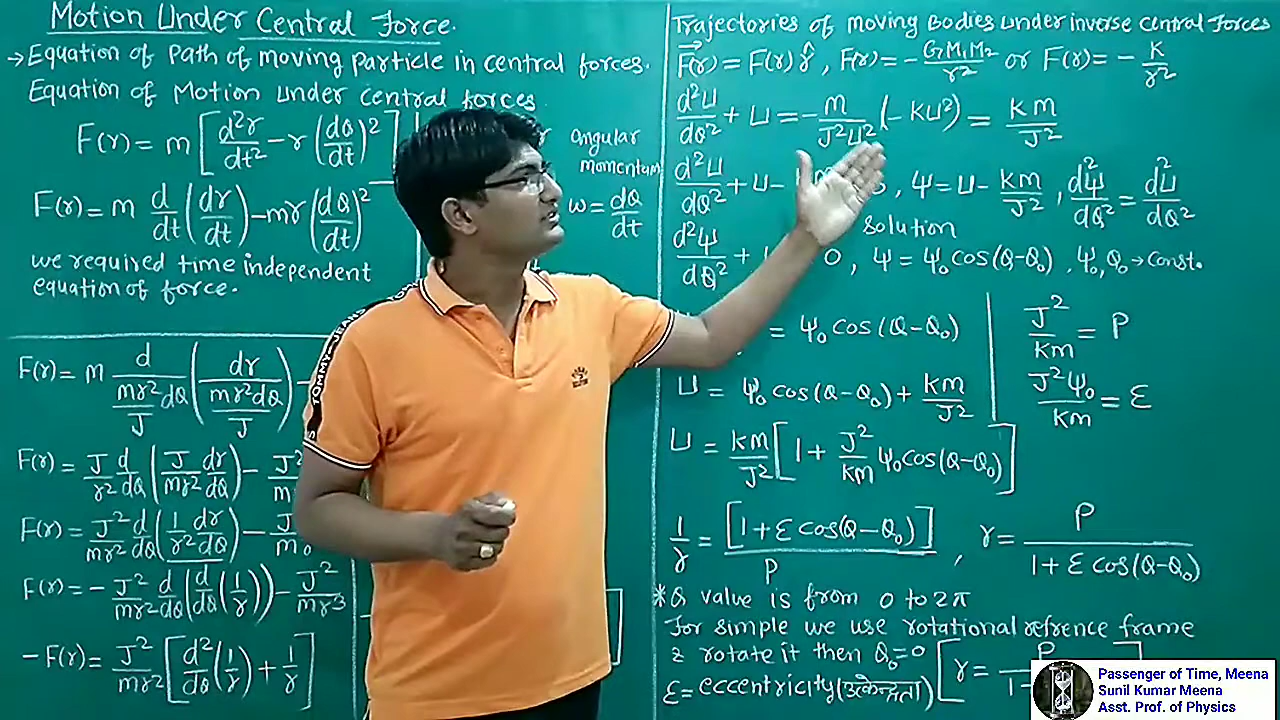 Motion Under Central Force.
→ Equation of Path of moving particle in central forces.
Equation of Motion under central forces
F(r) = m [d²r/dt² - r (dθ/dt)²]
angular
momentum
F(r) = m d/dt (dr/dt) - mr (dθ/dt)²
ω = dθ/dt
we required time independent
equation of force.
F(r) = m d/(mr²dθ/J) (dr/(mr²dθ/J)) -
F(r) = J/r² d/dθ (J/mr² dr/dθ) - J²
F(r) = J²/mr² d/dθ (1/r² dr/dθ) - J
F(r) = - J²/mr² d/dθ (d/dθ (1/r)) - J²/mr³
-F(r) = J²/mr² [d²/dθ (1/r) + 1/r]
Trajectories of moving Bodies under inverse central Forces
F(r) = F(r) r̂, F(r) = - G M₁M₂/r² or F(r) = - K/r²
d²U/dθ² + U = - m/J²U² (- KU²) = Km/J²
d²U/dθ² + U - , Ψ = U - Km/J², d²Ψ/dθ² = d²U/dθ²
Solution
d²Ψ/dθ² + 0, Ψ = Ψ₀ cos(θ-θ₀), Ψ₀, θ₀ → Const.
= Ψ₀ cos(θ-θ₀)
J²/Km = P
U = Ψ₀ cos(θ-θ₀) + Km/J²
J²Ψ₀/Km = ε
U = Km/J² [1 + J²/Km Ψ₀ cos(θ-θ₀)]
1/r = [1 + ε cos(θ-θ₀)]/P , r = P/(1 + ε cos(θ-θ₀))
* θ value is from 0 to 2π
For simple we use rotational refrence frame
& rotate it then θ₀ = 0 [r = P/1
ε = eccentricity (उत्केन्द्रता)
Passenger of Time, Meena
Sunil Kumar Meena
Asst. Prof. of Physics